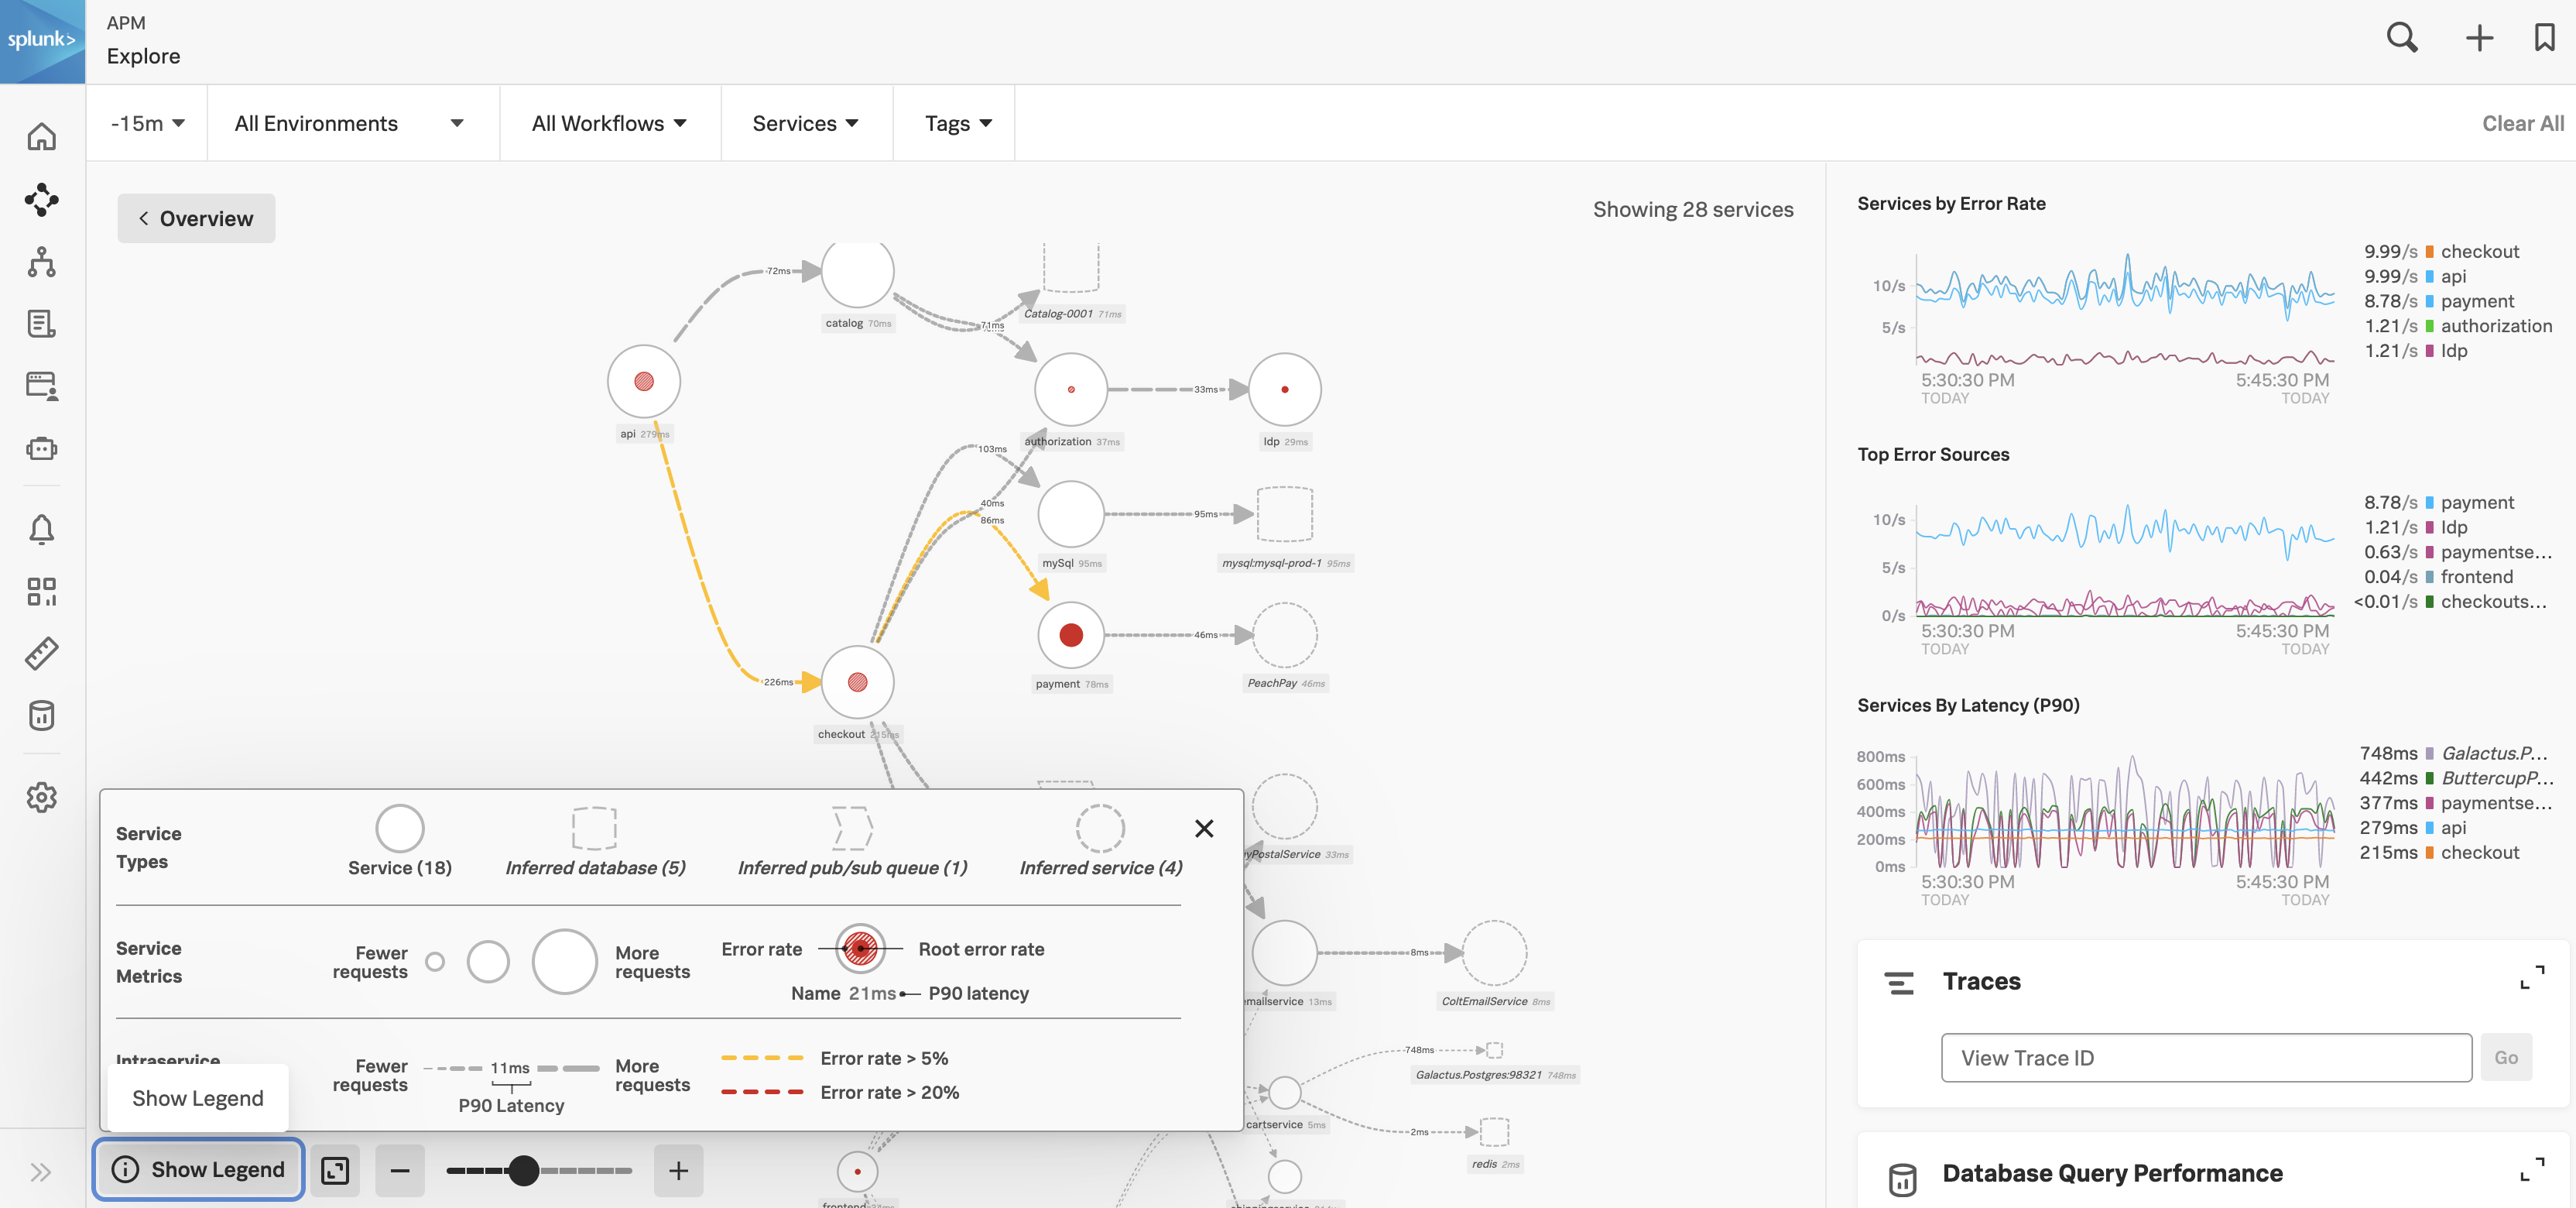 splunk>
APM
Explore
-15m
All Environments
All Workflows
Services
Tags
Clear All
Overview
Showing 28 services
72ms
catalog 70ms
71ms
Catalog-0001 71ms
api 279ms
authorization 37ms
33ms
ldp 29ms
103ms
40ms
86ms
mySql 95ms
95ms
mysql:mysql-prod-1 95ms
payment 78ms
46ms
PeachPay 46ms
226ms
checkout 215ms
yPostalService 33ms
emailservice 13ms
8ms
ColtEmailService 8ms
748ms
Galactus.Postgres:98321 748ms
cartservice 5ms
2ms
redis 2ms
Service
Types
Service (18)
Inferred database (5)
Inferred pub/sub queue (1)
Inferred service (4)
Service
Metrics
Fewer
requests
More
requests
Error rate
Root error rate
Name 21ms
P90 latency
Intraservice
Fewer
requests
11ms
P90 Latency
More
requests
Error rate > 5%
Error rate > 20%
Show Legend
Show Legend
Services by Error Rate
10/s
5/s
5:30:30 PM
TODAY
5:45:30 PM
TODAY
9.99/s checkout
9.99/s api
8.78/s payment
1.21/s authorization
1.21/s ldp
Top Error Sources
10/s
5/s
0/s
5:30:30 PM
TODAY
5:45:30 PM
TODAY
8.78/s payment
1.21/s ldp
0.63/s paymentse...
0.04/s frontend
<0.01/s checkouts...
Services By Latency (P90)
800ms
600ms
400ms
200ms
0ms
5:30:30 PM
TODAY
5:45:30 PM
TODAY
748ms Galactus.P...
442ms ButtercupP...
377ms paymentse...
279ms api
215ms checkout
Traces
View Trace ID
Go
Database Query Performance